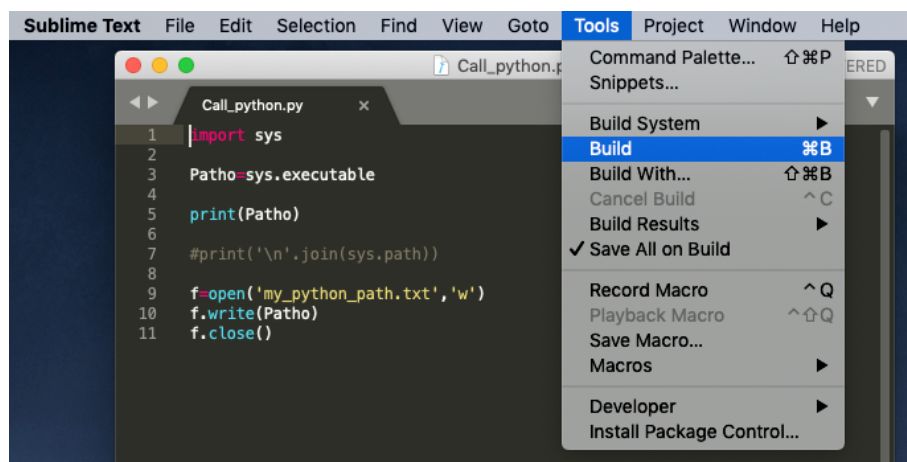 Sublime Text File Edit Selection Find View Goto Tools Project Window Help
Call_python.p
ERED
Call_python.py ×
1 import sys
2
3 Patho=sys.executable
4
5 print(Patho)
6
7 #print('\n'.join(sys.path))
8
9 f=open('my_python_path.txt','w')
10 f.write(Patho)
11 f.close()
Command Palette... ⇧⌘P
Snippets...
Build System ▶
Build ⌘B
Build With... ⇧⌘B
Cancel Build ^C
Build Results ▶
✓ Save All on Build
Record Macro ^Q
Playback Macro ^⇧Q
Save Macro...
Macros ▶
Developer ▶
Install Package Control...